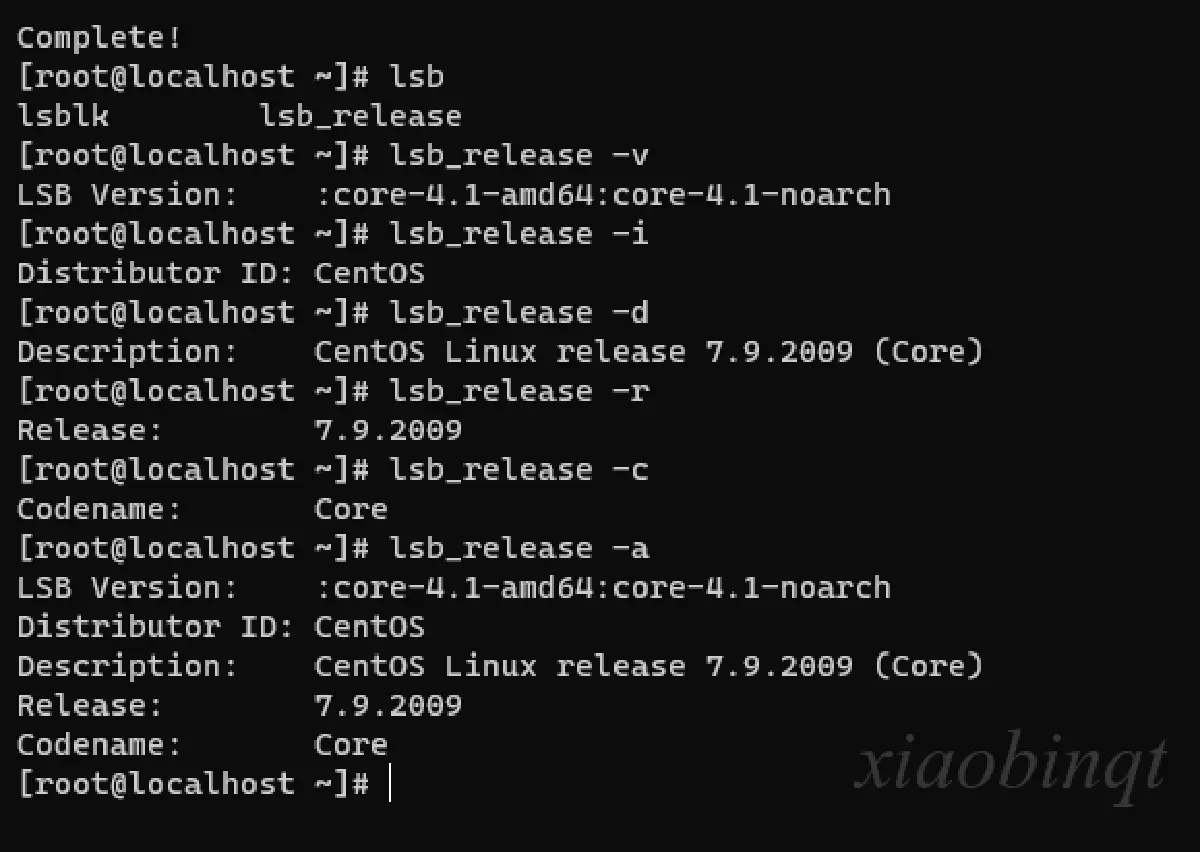 Complete!
[root@localhost ~]# lsb
lsblk        lsb_release
[root@localhost ~]# lsb_release -v
LSB Version:    :core-4.1-amd64:core-4.1-noarch
[root@localhost ~]# lsb_release -i
Distributor ID: CentOS
[root@localhost ~]# lsb_release -d
Description:    CentOS Linux release 7.9.2009 (Core)
[root@localhost ~]# lsb_release -r
Release:        7.9.2009
[root@localhost ~]# lsb_release -c
Codename:       Core
[root@localhost ~]# lsb_release -a
LSB Version:    :core-4.1-amd64:core-4.1-noarch
Distributor ID: CentOS
Description:    CentOS Linux release 7.9.2009 (Core)
Release:        7.9.2009
Codename:       Core
[root@localhost ~]#
xiaobinqt